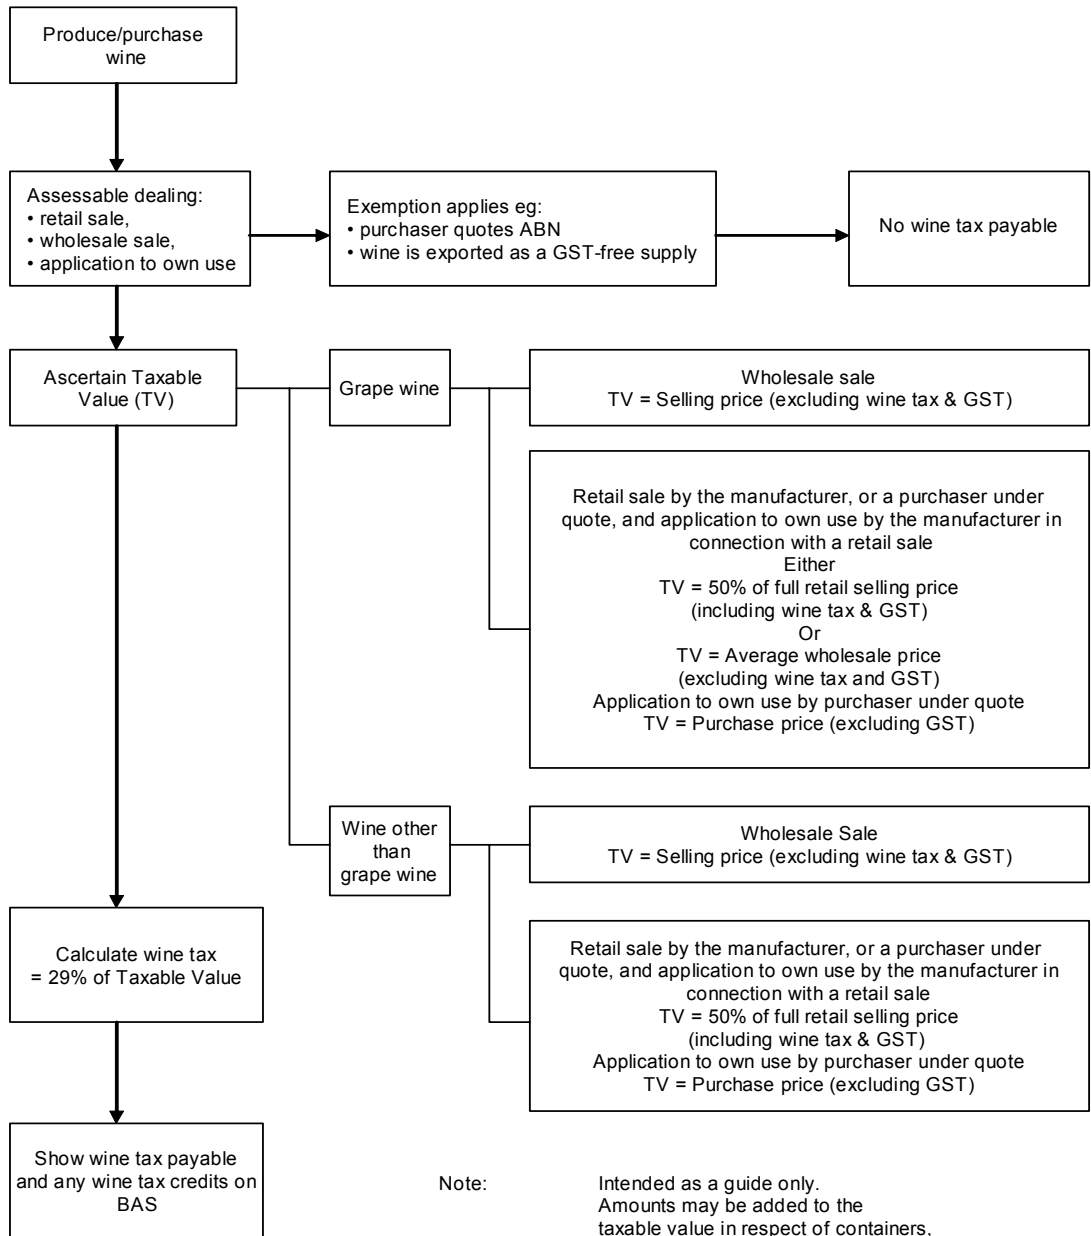 Produce/purchase
wine
Assessable dealing:
• retail sale,
• wholesale sale,
• application to own use
Exemption applies eg:
• purchaser quotes ABN
• wine is exported as a GST-free supply
No wine tax payable
Ascertain Taxable
Value (TV)
Grape wine
Wholesale sale
TV = Selling price (excluding wine tax & GST)
Retail sale by the manufacturer, or a purchaser under
quote, and application to own use by the manufacturer in
connection with a retail sale
Either
TV = 50% of full retail selling price
(including wine tax & GST)
Or
TV = Average wholesale price
(excluding wine tax and GST)
Application to own use by purchaser under quote
TV = Purchase price (excluding GST)
Wine other
than
grape wine
Wholesale Sale
TV = Selling price (excluding wine tax & GST)
Retail sale by the manufacturer, or a purchaser under
quote, and application to own use by the manufacturer in
connection with a retail sale
TV = 50% of full retail selling price
(including wine tax & GST)
Application to own use by purchaser under quote
TV = Purchase price (excluding GST)
Calculate wine tax
= 29% of Taxable Value
Show wine tax payable
and any wine tax credits on
BAS
Note: Intended as a guide only.
Amounts may be added to the
taxable value in respect of containers,